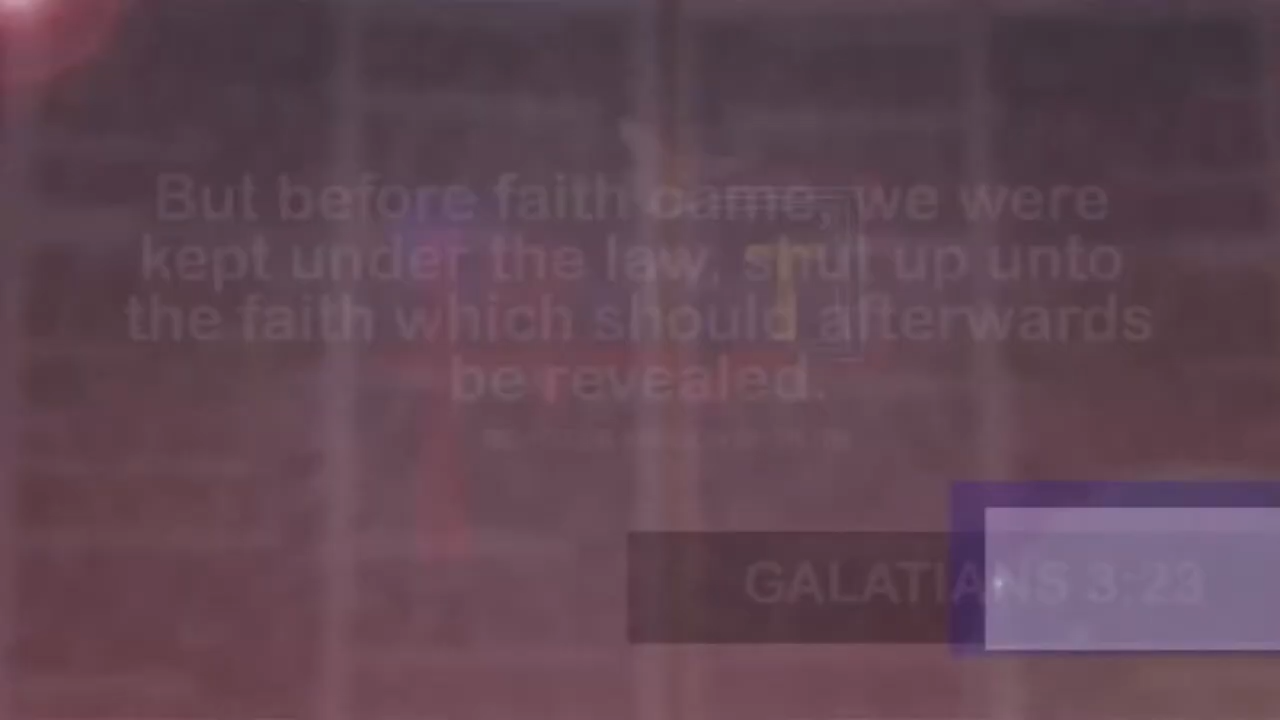 But before faith came, we were
kept under the law, shut up unto
the faith which should afterwards
be revealed.
GALATIANS 3:23